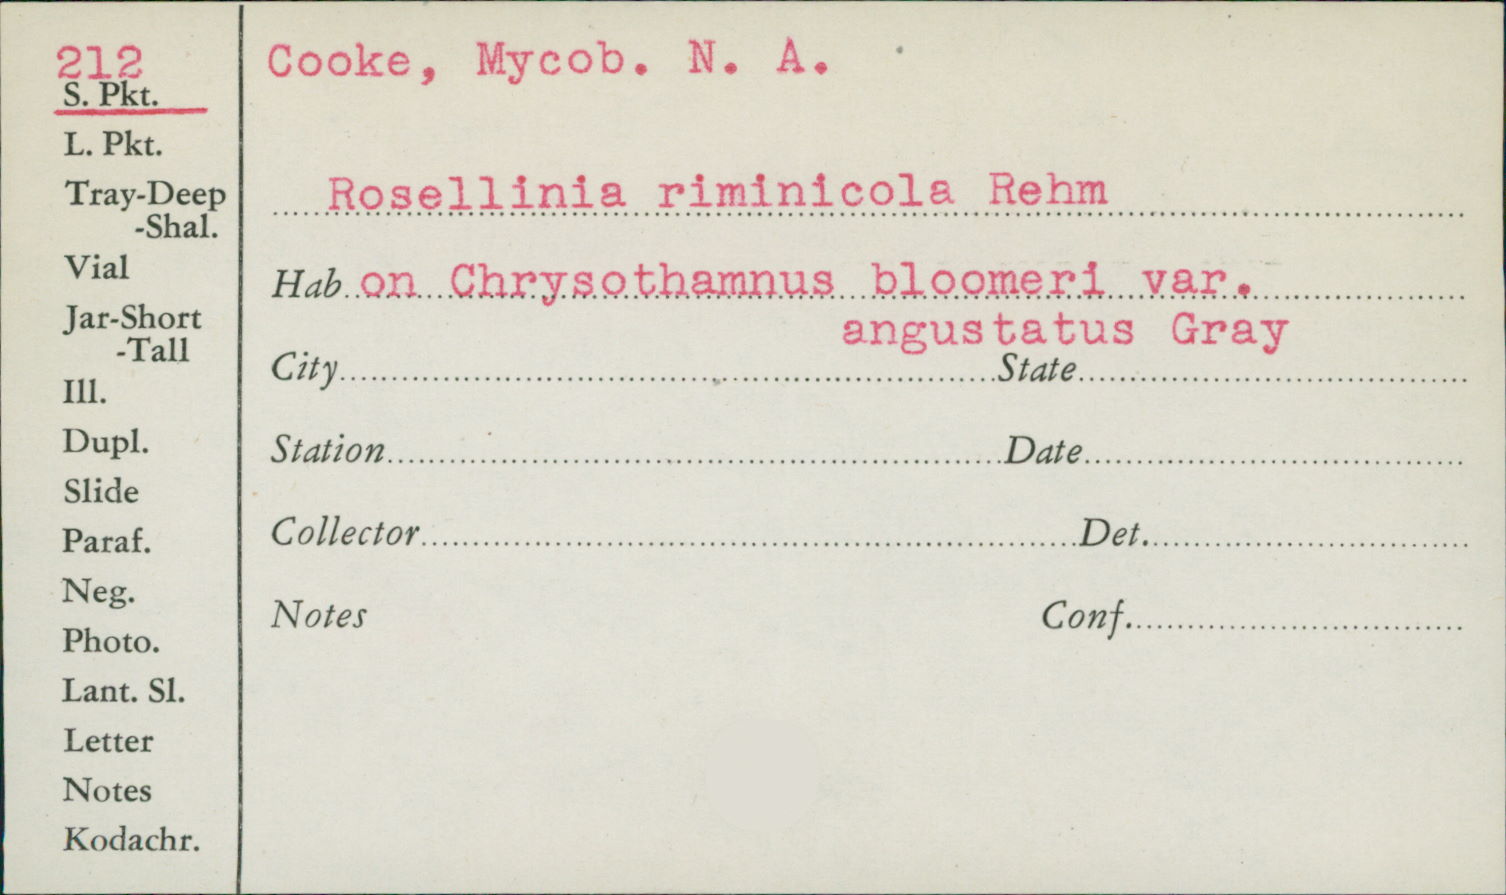 212
S. Pkt.
L. Pkt.
Tray-Deep
-Shal.
Vial
Jar-Short
-Tall
Ill.
Dupl.
Slide
Paraf.
Neg.
Photo.
Lant. Sl.
Letter
Notes
Kodachr.
Cooke, Mycob. N. A.
Rosellinia riminicola Rehm
Hab on Chrysothamnus bloomeri var.
angustatus Gray
City State
Station Date
Collector Det.
Notes Conf.